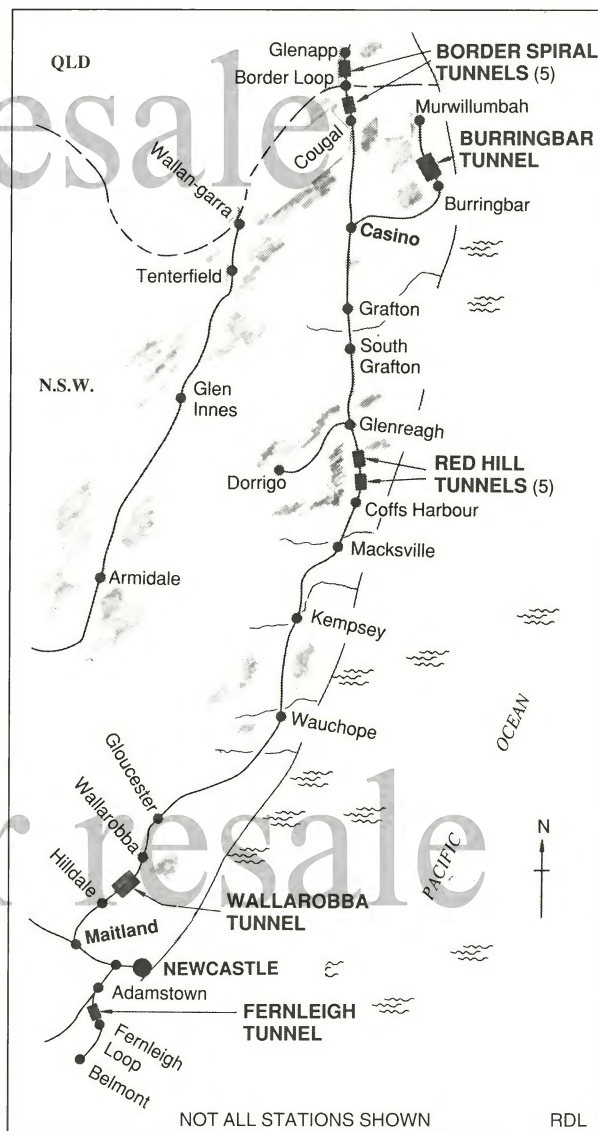 Glenapp
QLD
BORDER SPIRAL
TUNNELS (5)
Border Loop
Murwillumbah
resale
Cougal
BURRINGBAR
TUNNEL
Wallan-garra
Burringbar
Casino
Tenterfield
Grafton
South
Grafton
N.S.W.
Glen
Innes
Glenreagh
RED HILL
TUNNELS (5)
Dorrigo
Coffs Harbour
Macksville
Armidale
Kempsey
OCEAN
Wauchope
Gloucester
Wallarobba
r resale
N
PACIFIC
Hilldale
WALLAROBBA
TUNNEL
Maitland
NEWCASTLE
Adamstown
FERNLEIGH
TUNNEL
Fernleigh
Loop
Belmont
NOT ALL STATIONS SHOWN
RDL